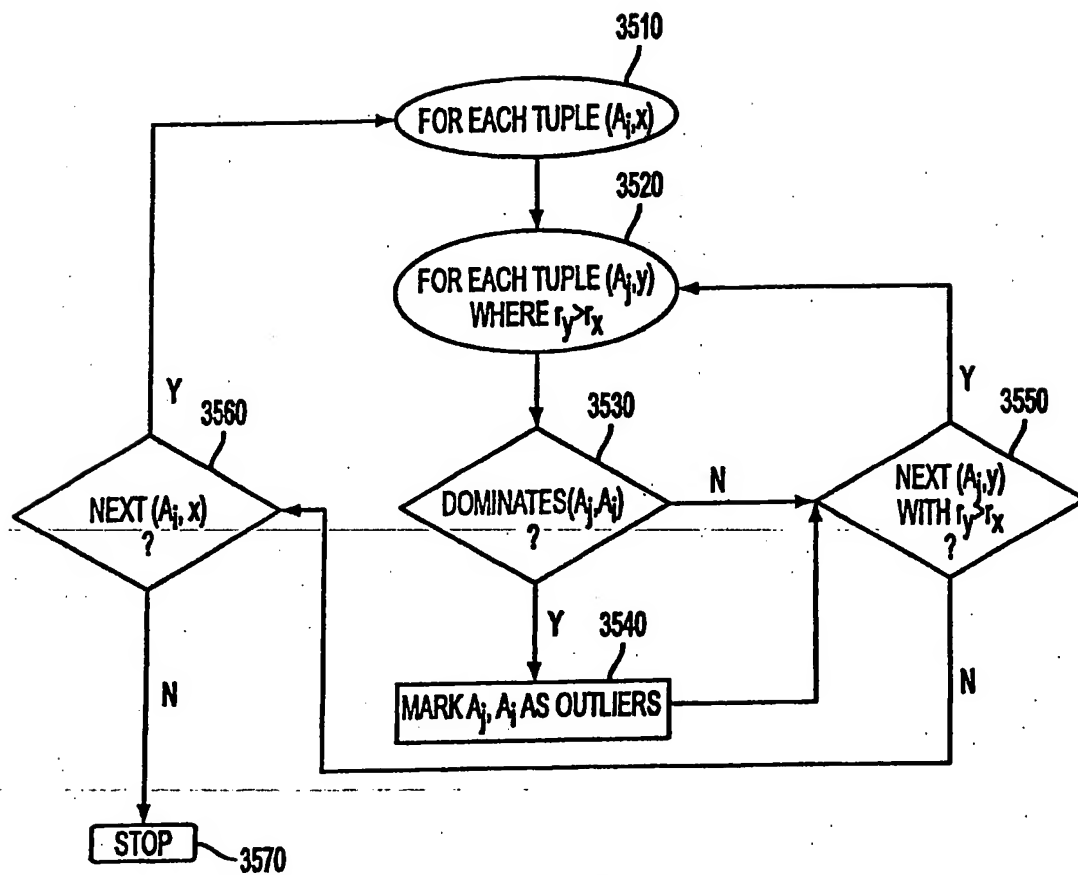 3510
FOR EACH TUPLE (Ai,x)
3520
FOR EACH TUPLE (Aj,y)
WHERE ry>rx
Y
3560
NEXT (Ai, x)
?
3530
DOMINATES(Aj,Ai)
?
N
Y
3550
NEXT (Aj,y)
WITH ry>rx
?
Y
3540
MARK Aj, Ai AS OUTLIERS
N
N
STOP
3570